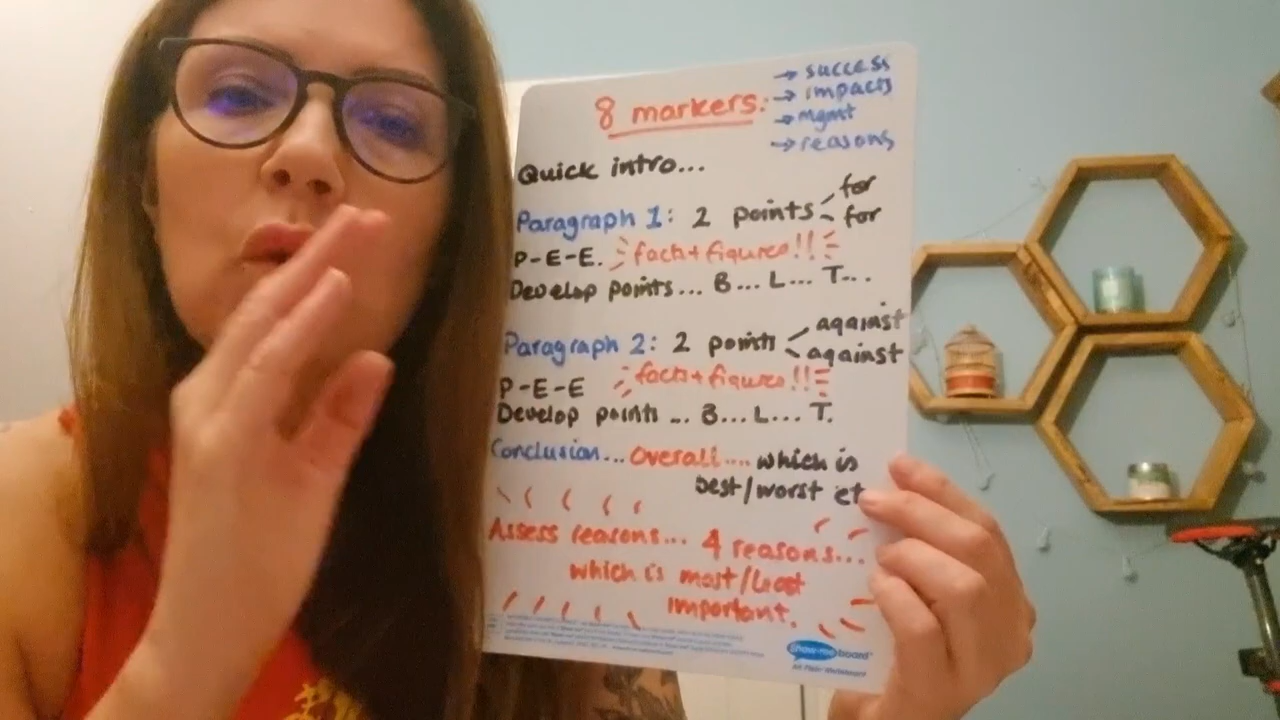 8 markers:
→ success
→ impacts
→ mgmt
→ reasons
Quick intro...
Paragraph 1: 2 points - for
- for
P-E-E. facts + figures!!
Develop points... B... L... T...
Paragraph 2: 2 points - against
- against
P-E-E facts + figures!!
Develop points... B... L... T.
Conclusion... Overall.... which is
best/worst et
Assess reasons... 4 reasons...
which is most/least
important.
Show-me board